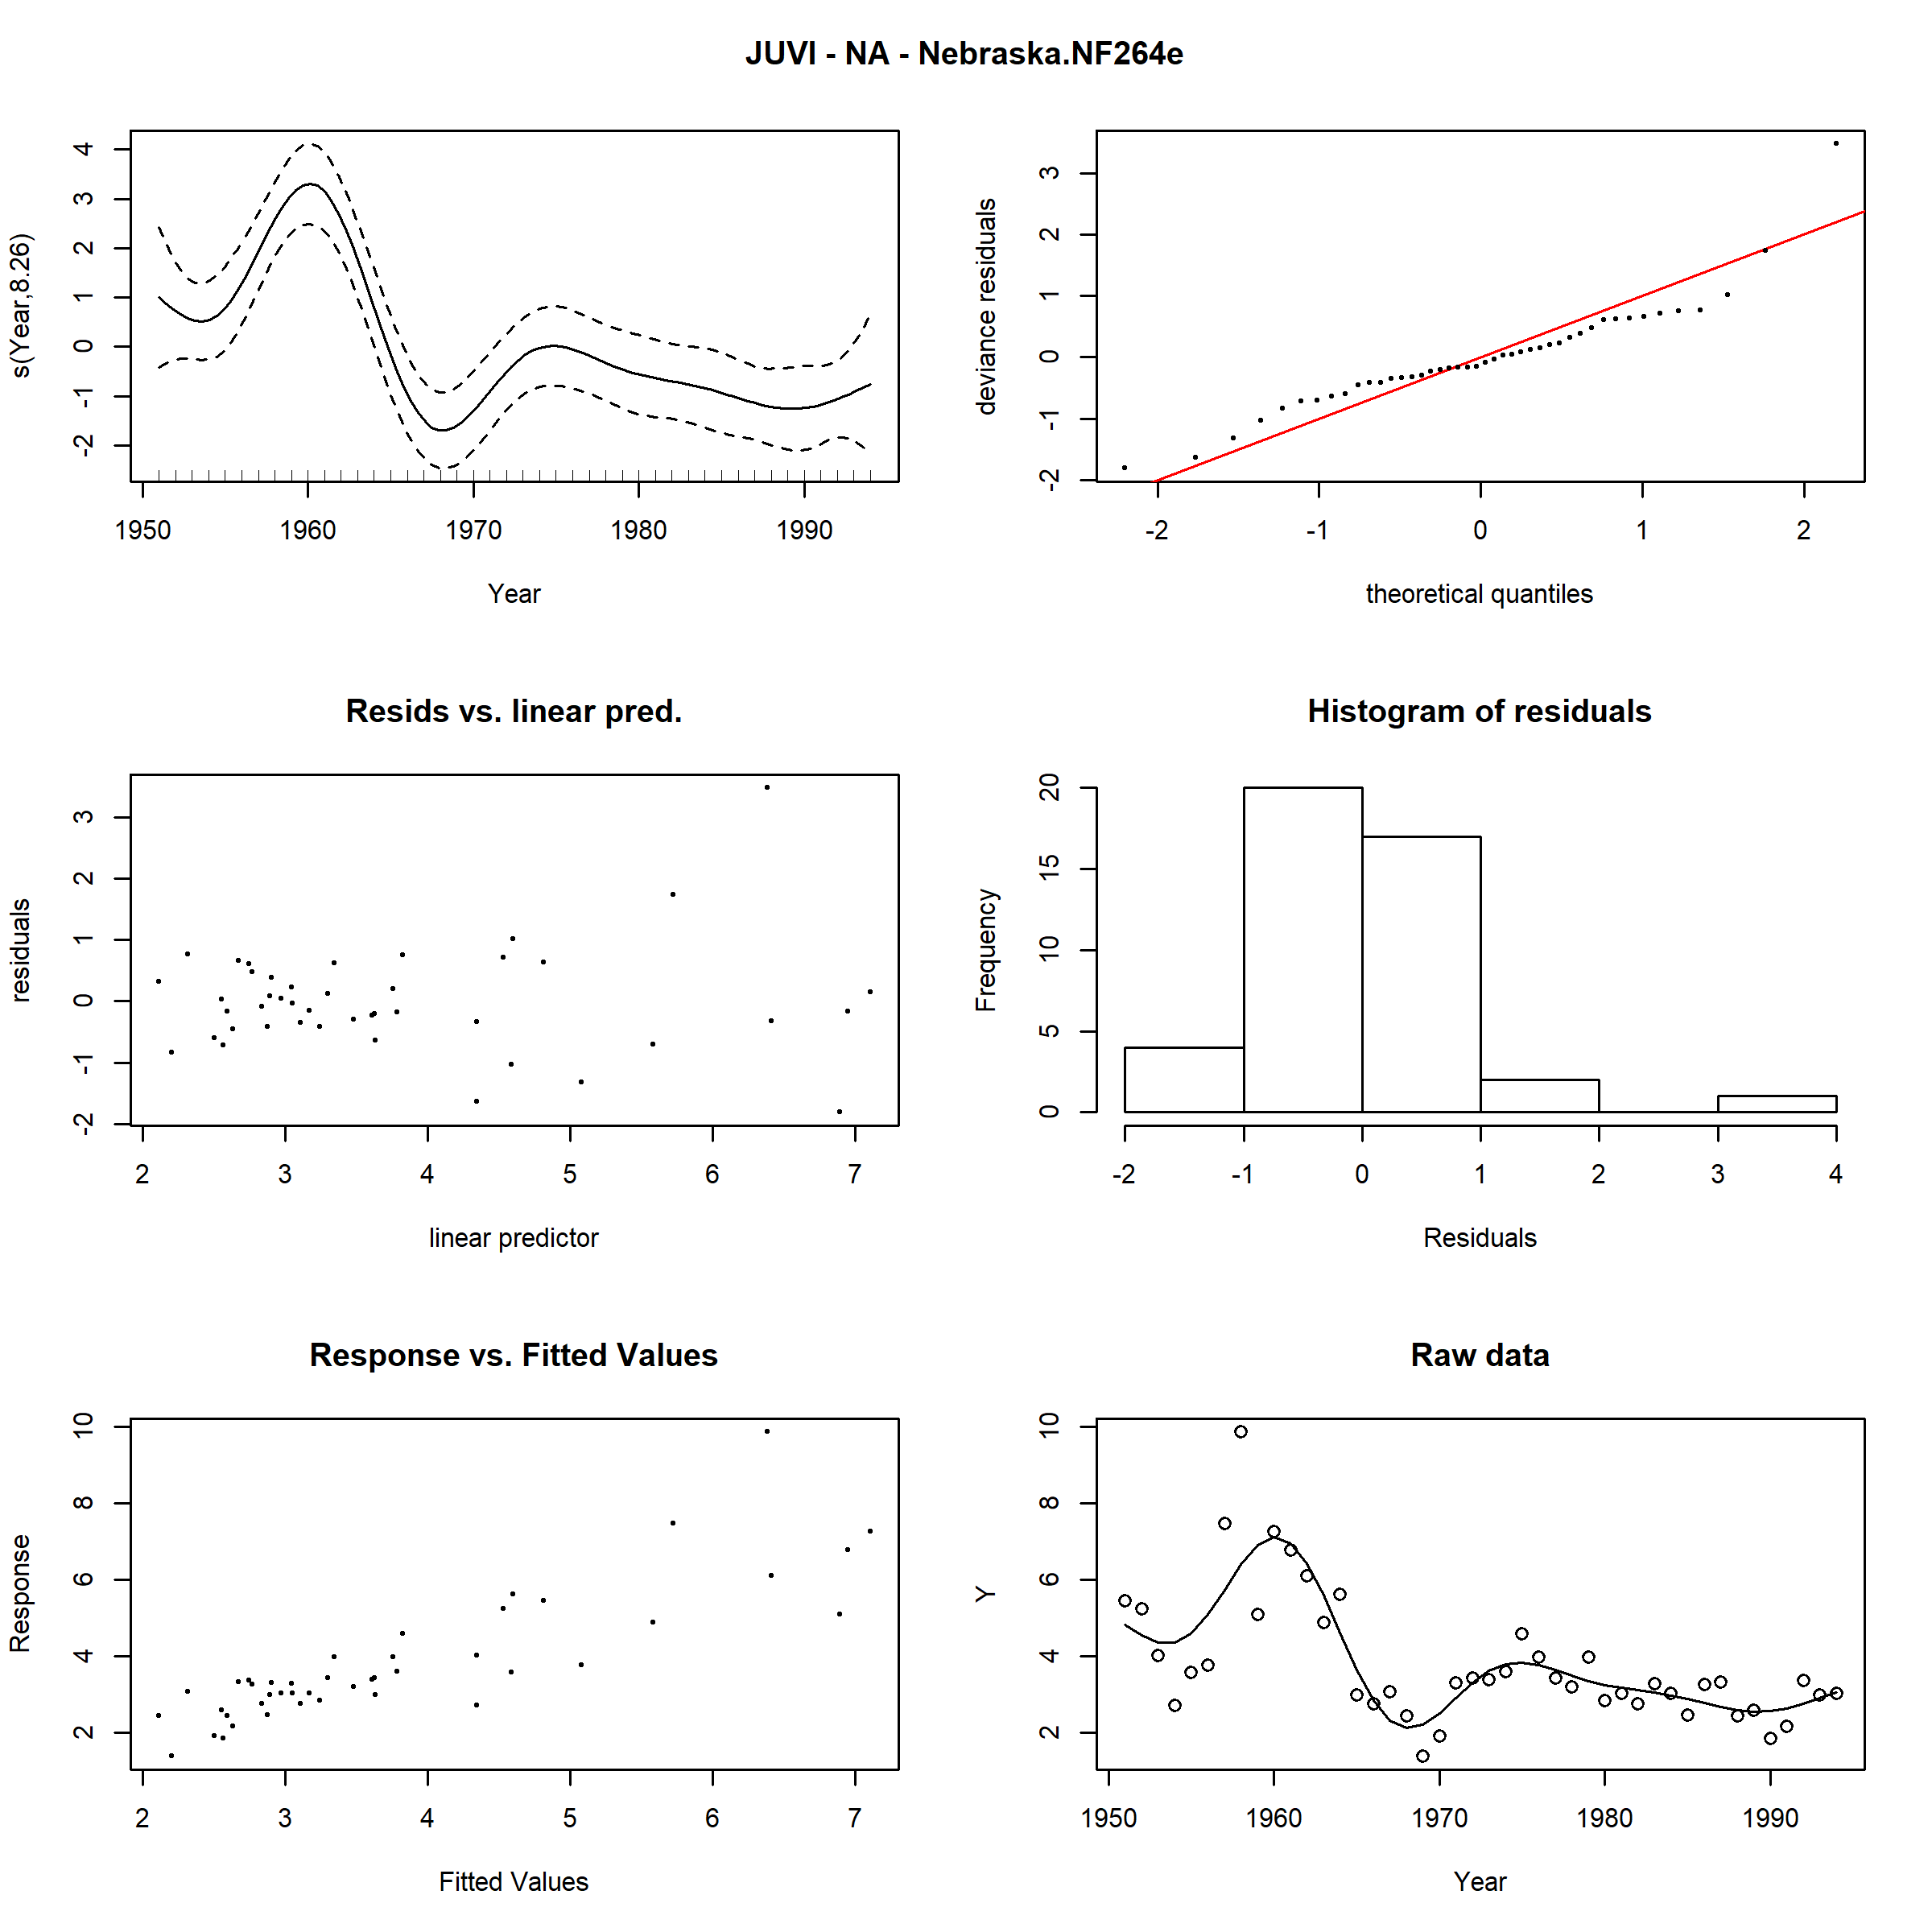 JUVI - NA - Nebraska.NF264e
s(Year,8.26)
4
3
2
1
0
-1
-2
1950 1960 1970 1980 1990
Year
deviance residuals
3
2
1
0
-1
-2
-2 -1 0 1 2
theoretical quantiles
Resids vs. linear pred.
residuals
3
2
1
0
-1
-2
2 3 4 5 6 7
linear predictor
Histogram of residuals
Frequency
20
15
10
5
0
-2 -1 0 1 2 3 4
Residuals
Response vs. Fitted Values
Response
10
8
6
4
2
2 3 4 5 6 7
Fitted Values
Raw data
Y
10
8
6
4
2
1950 1960 1970 1980 1990
Year